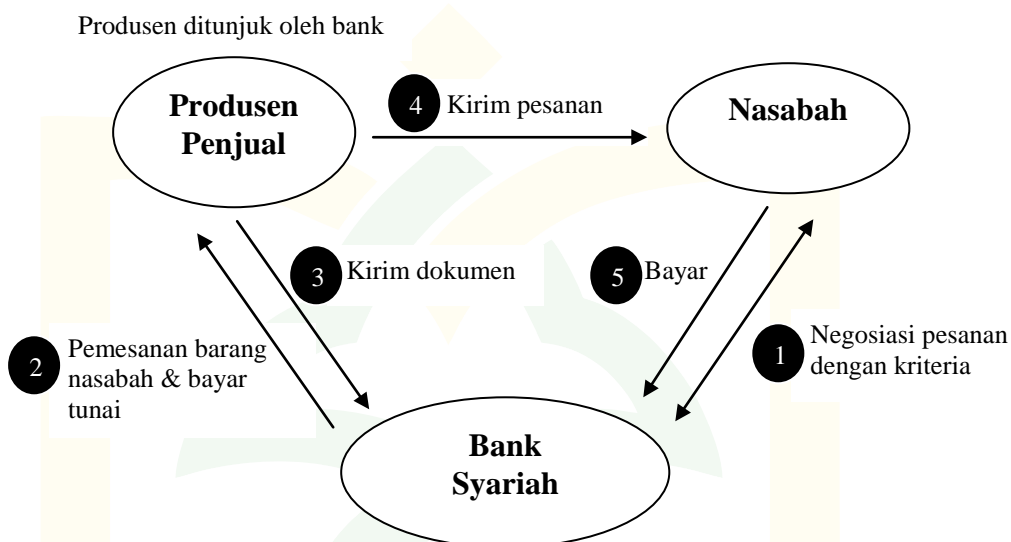 Produsen ditunjuk oleh bank
Produsen
Penjual
4 Kirim pesanan
Nasabah
3 Kirim dokumen
5 Bayar
2 Pemesanan barang
nasabah & bayar
tunai
1 Negosiasi pesanan
dengan kriteria
Bank
Syariah